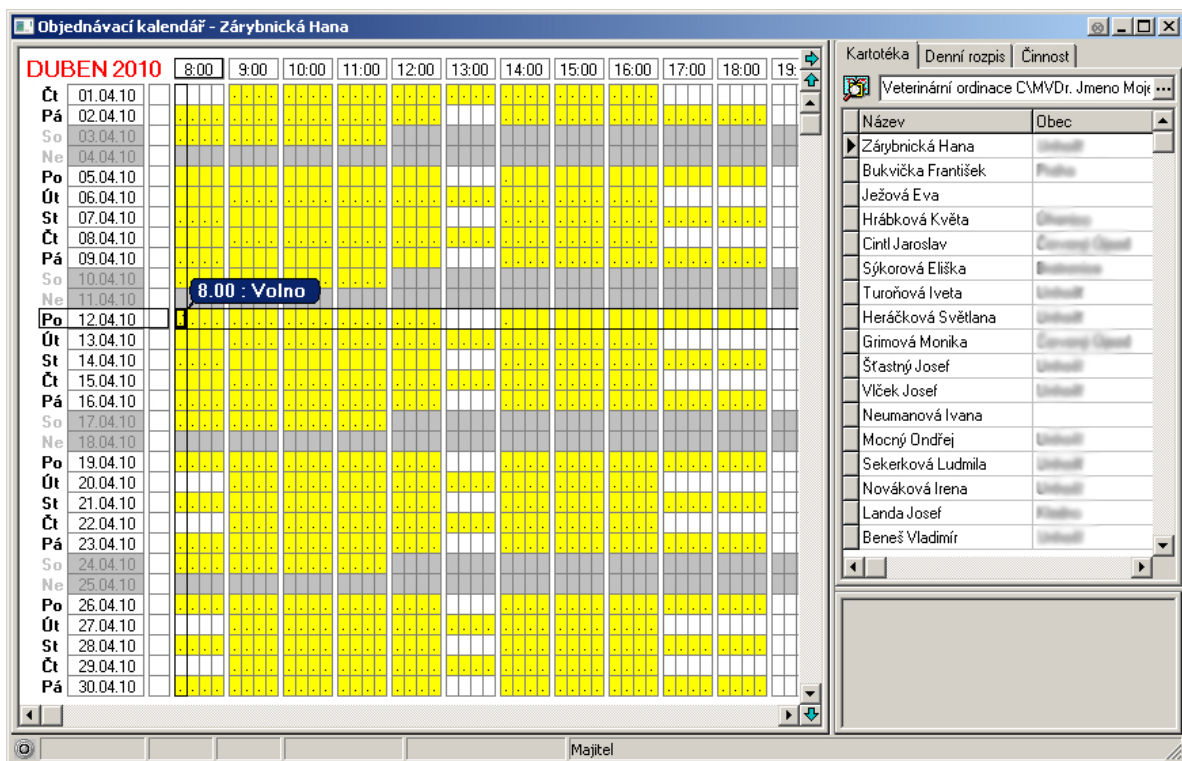 Objednávací kalendář - Zárybnická Hana
DUBEN 2010 8:00 9:00 10:00 11:00 12:00 13:00 14:00 15:00 16:00 17:00 18:00 19:
Čt 01.04.10
Pá 02.04.10
So 03.04.10
Ne 04.04.10
Po 05.04.10
Út 06.04.10
St 07.04.10
Čt 08.04.10
Pá 09.04.10
So 10.04.10
8.00 : Volno
Ne 11.04.10
Po 12.04.10
Út 13.04.10
St 14.04.10
Čt 15.04.10
Pá 16.04.10
So 17.04.10
Ne 18.04.10
Po 19.04.10
Út 20.04.10
St 21.04.10
Čt 22.04.10
Pá 23.04.10
So 24.04.10
Ne 25.04.10
Po 26.04.10
Út 27.04.10
St 28.04.10
Čt 29.04.10
Pá 30.04.10
Kartotéka Denní rozpis Činnost
Veterinární ordinace C\MVDr. Jmeno Moje ...
Název Obec
Zárybnická Hana
Bukvička František
Ježová Eva
Hrábková Květa
Cintl Jaroslav
Sýkorová Eliška
Turoňová Iveta
Heráčková Světlana
Grimová Monika
Šťastný Josef
Vlček Josef
Neumanová Ivana
Mocný Ondřej
Sekerková Ludmila
Nováková Irena
Landa Josef
Beneš Vladimír
Majitel